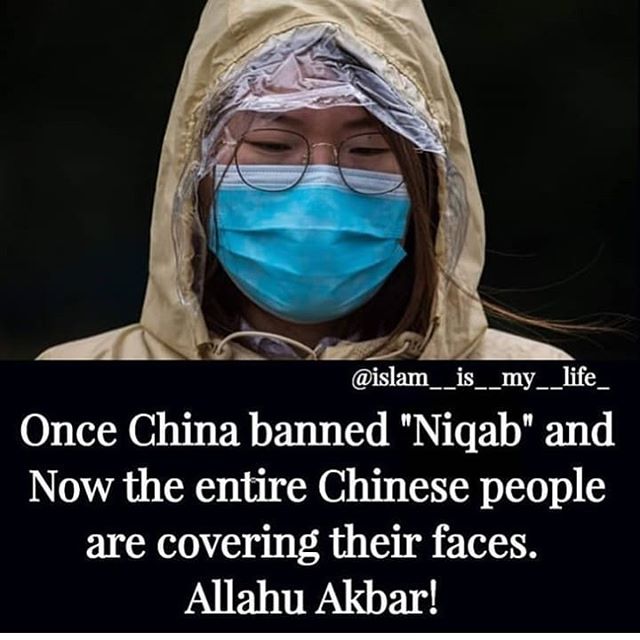 @islam__is__my__life_
Once China banned "Niqab" and
Now the entire Chinese people
are covering their faces.
Allahu Akbar!